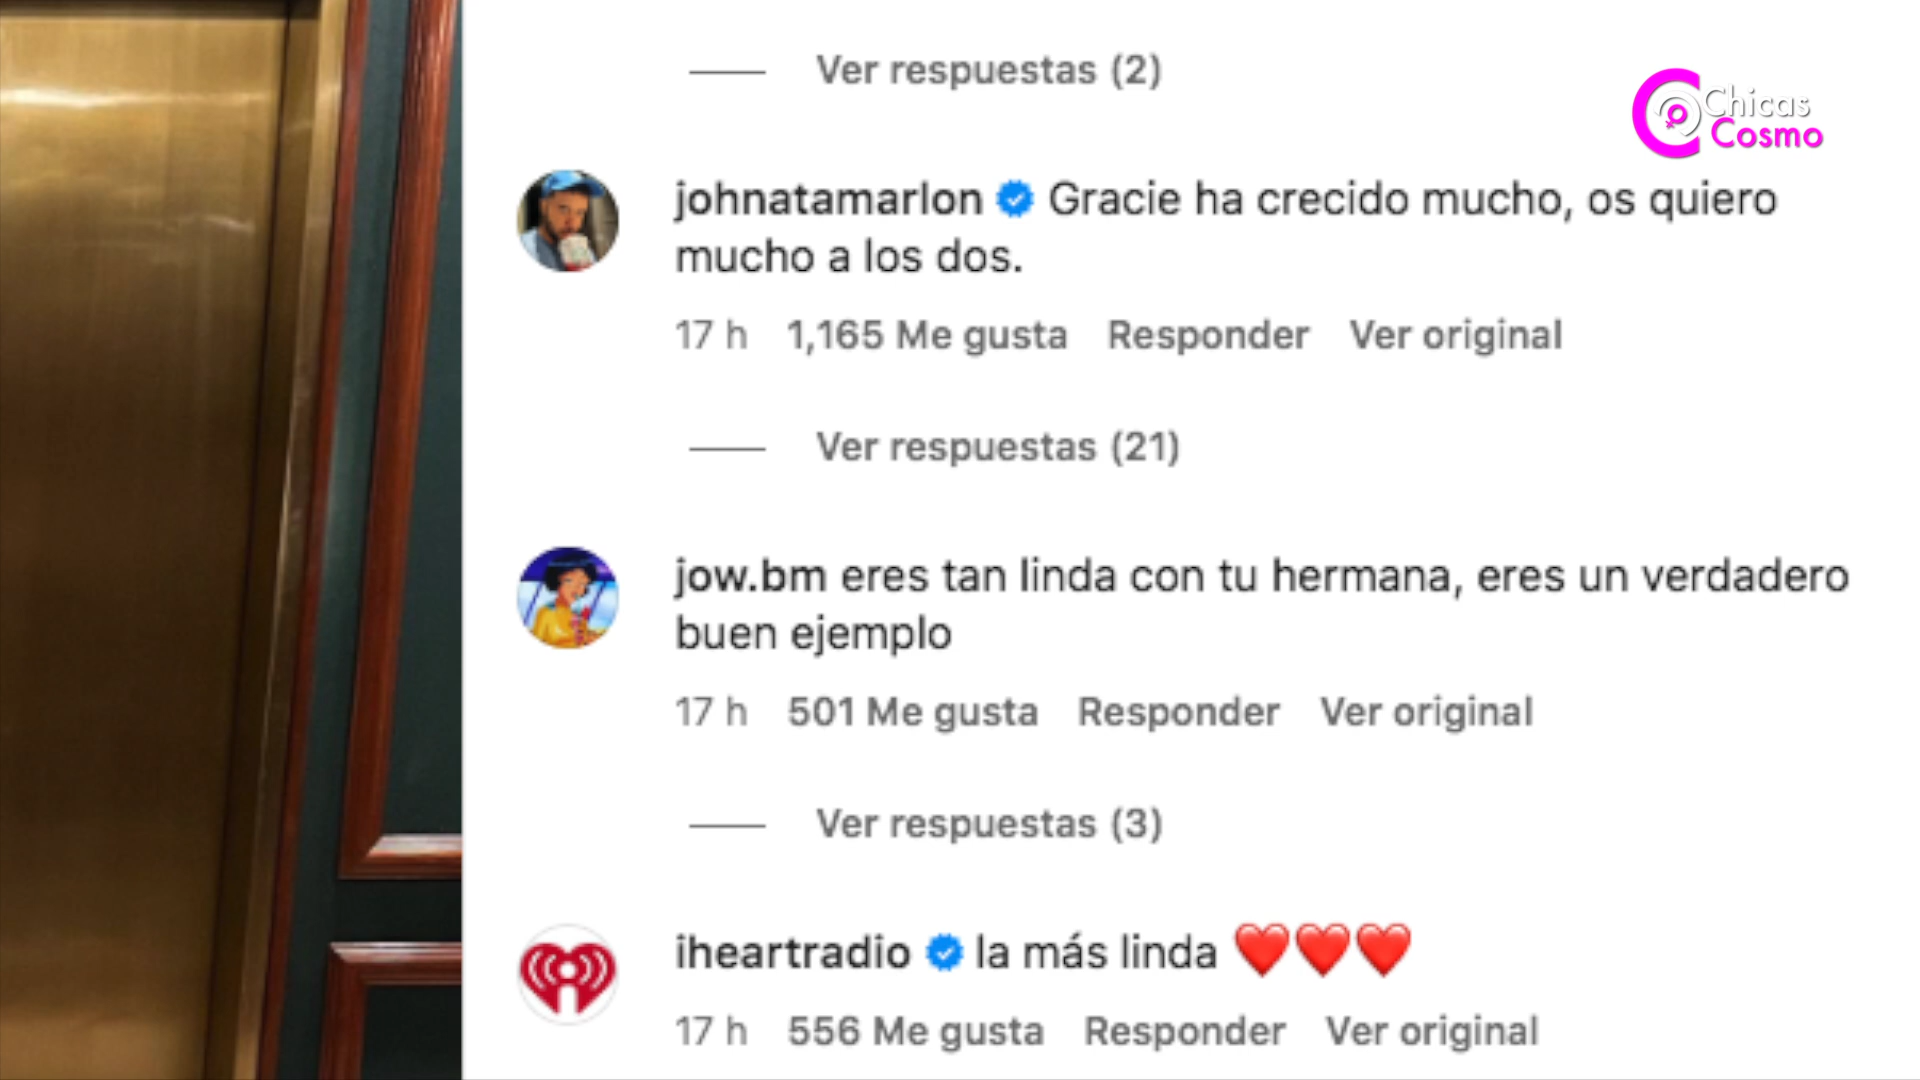 Ver respuestas (2)
Chicas
Cosmo
johnatamarlon Gracie ha crecido mucho, os quiero
mucho a los dos.
17 h 1,165 Me gusta Responder Ver original
Ver respuestas (21)
jow.bm eres tan linda con tu hermana, eres un verdadero
buen ejemplo
17 h 501 Me gusta Responder Ver original
Ver respuestas (3)
iheartradio la más linda ❤️❤️❤️
17 h 556 Me gusta Responder Ver original